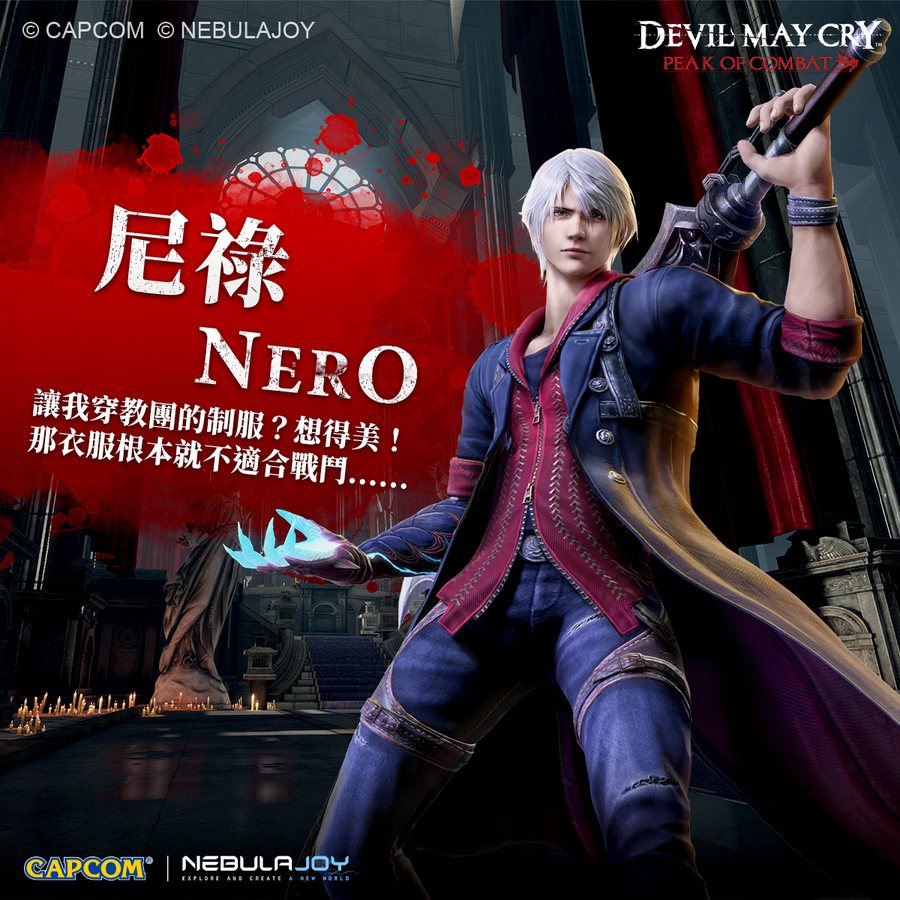 © CAPCOM © NEBULAJOY
DEVIL MAY CRY™
PEAK OF COMBAT
尼祿
NERO
讓我穿教團的制服？想得美！
那衣服根本就不適合戰鬥……
CAPCOM®
NEBULAJOY
EXPLORE AND CREATE A NEW WORLD